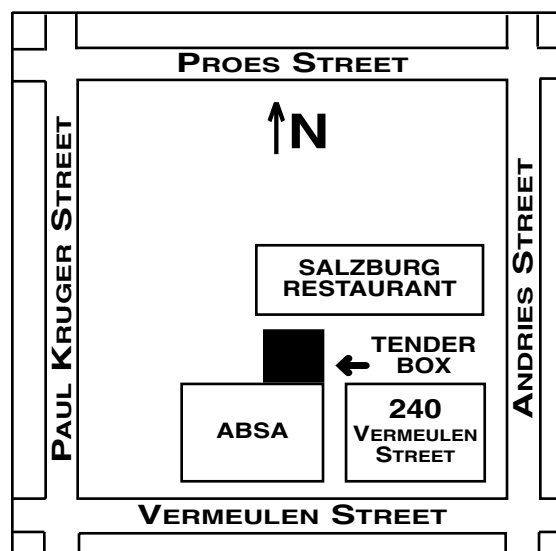 PROES STREET
N
PAUL KRUGER STREET
ANDRIES STREET
SALZBURG
RESTAURANT
TENDER
BOX
ABSA
240
VERMEULEN
STREET
VERMEULEN STREET